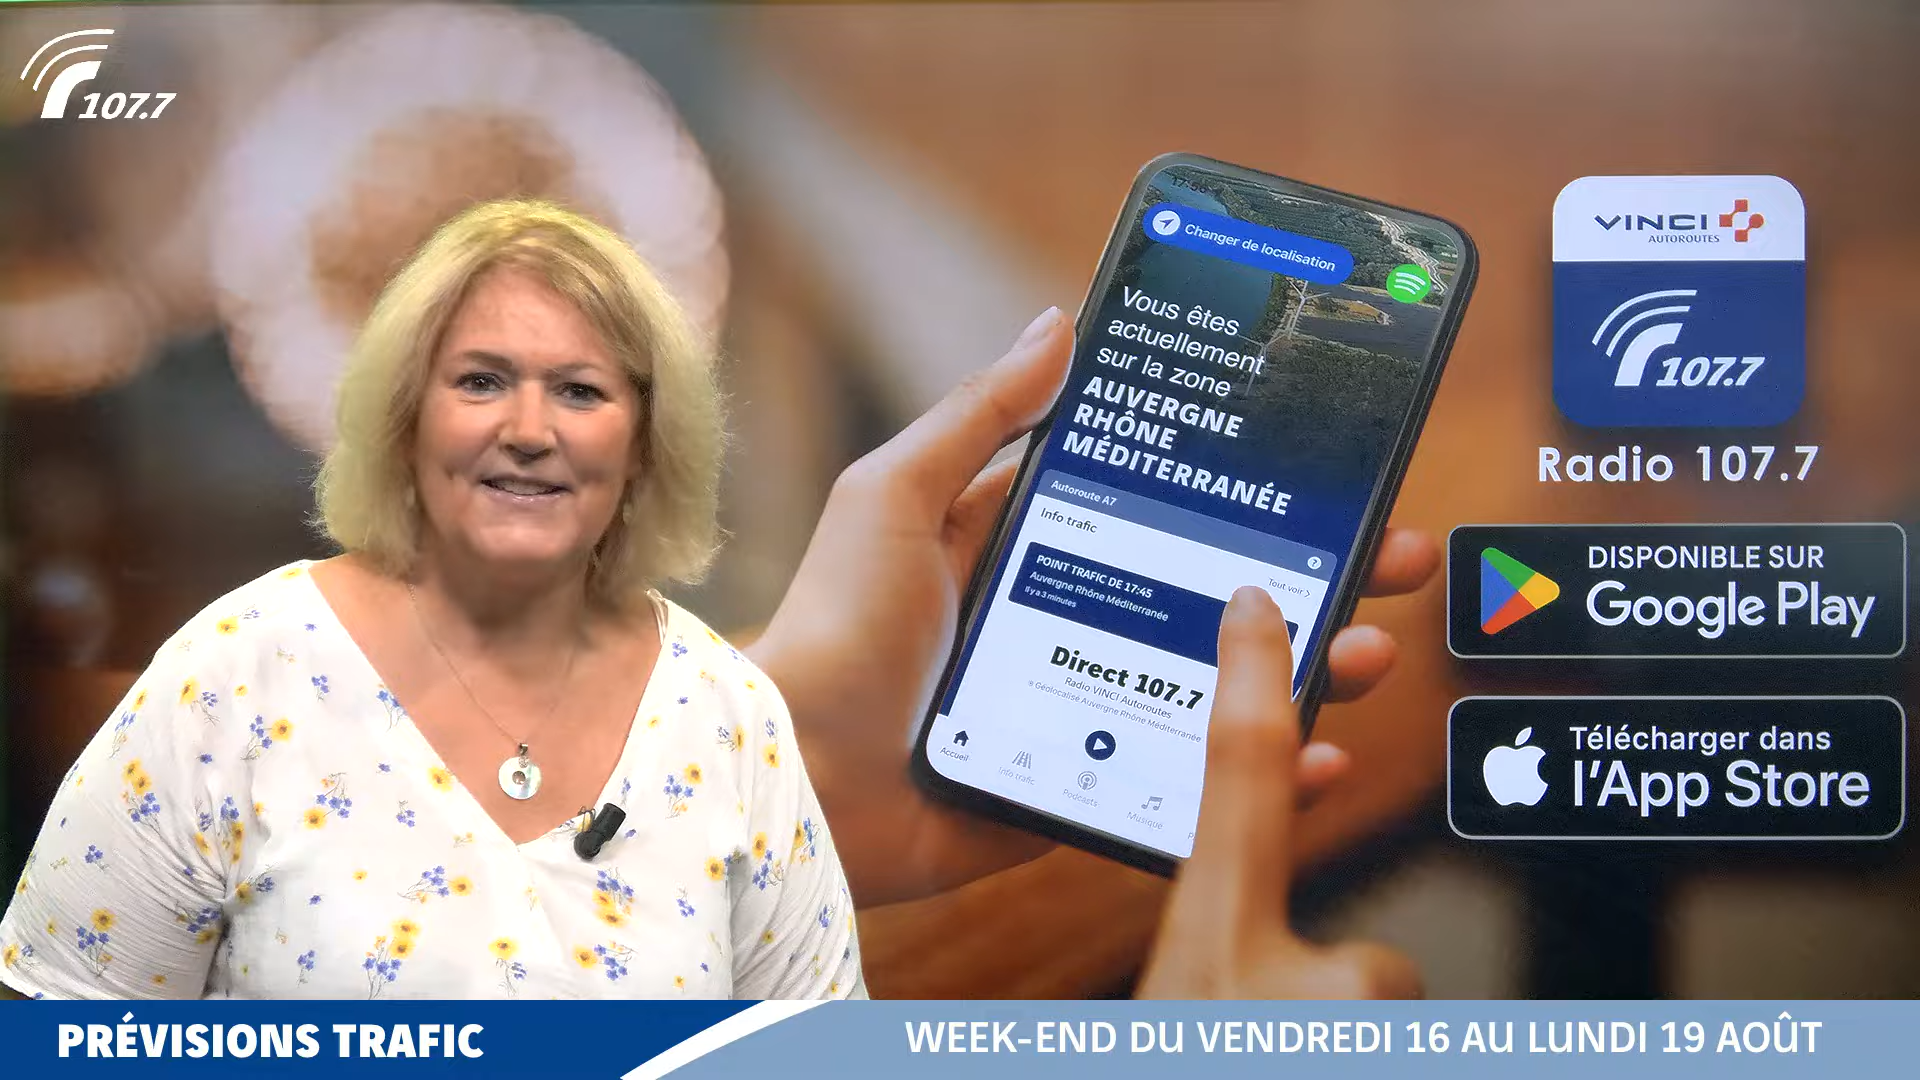 107.7
17:50
Changer de localisation
Vous êtes
actuellement
sur la zone
AUVERGNE
RHÔNE
MÉDITERRANÉE
Autoroute A7
Info trafic
?
Tout voir >
POINT TRAFIC DE 17:45
Auvergne Rhône Méditerranée
Il y a 3 minutes
Direct 107.7
Radio VINCI Autoroutes
Géolocalisé Auvergne Rhône Méditerranée
Accueil
Info trafic
Podcasts
Musique
VINCI
AUTOROUTES
107.7
Radio 107.7
DISPONIBLE SUR
Google Play
Télécharger dans
l'App Store
PRÉVISIONS TRAFIC
WEEK-END DU VENDREDI 16 AU LUNDI 19 AOÛT